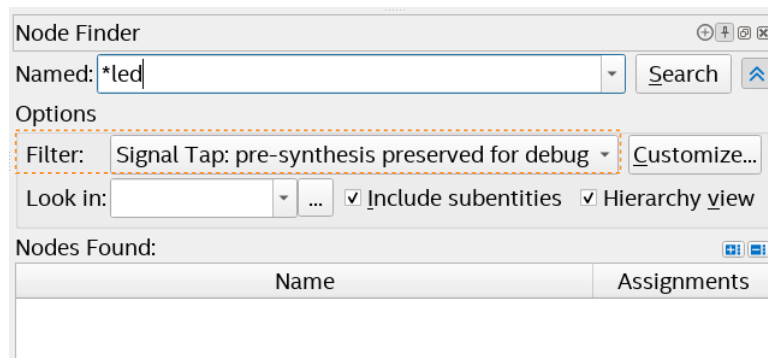 Node Finder
Named: *led Search
Options
Filter: Signal Tap: pre-synthesis preserved for debug Customize...
Look in: ... Include subentities Hierarchy view
Nodes Found:
Name Assignments